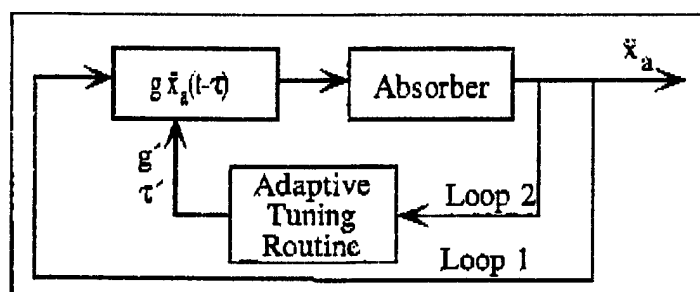 g ẍₐ(t-τ)
Absorber
ẍₐ
g´
τ´
Adaptive
Tuning
Routine
Loop 2
Loop 1